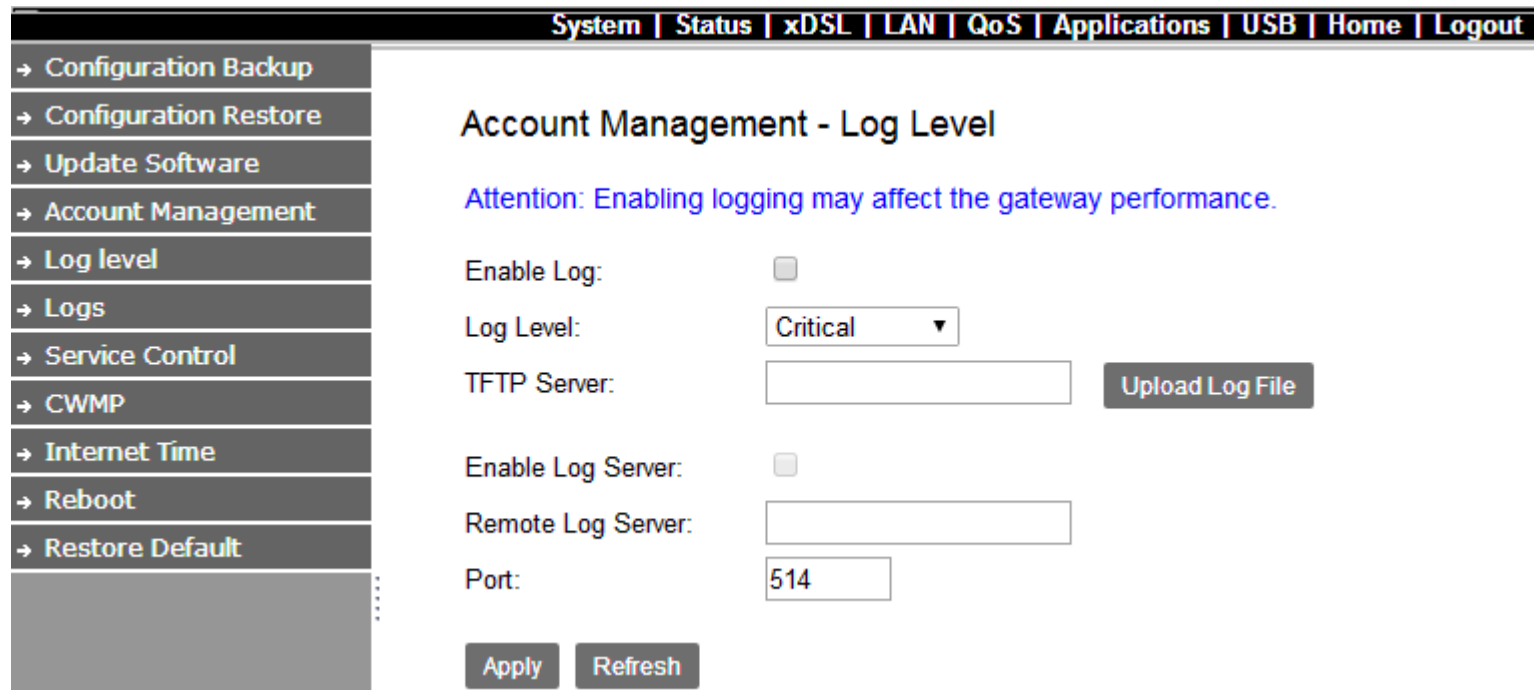 System | Status | xDSL | LAN | QoS | Applications | USB | Home | Logout
Configuration Backup
Configuration Restore
Update Software
Account Management
Log level
Logs
Service Control
CWMP
Internet Time
Reboot
Restore Default
Account Management - Log Level
Attention: Enabling logging may affect the gateway performance.
Enable Log:
Log Level: Critical
TFTP Server: Upload Log File
Enable Log Server:
Remote Log Server:
Port: 514
Apply Refresh